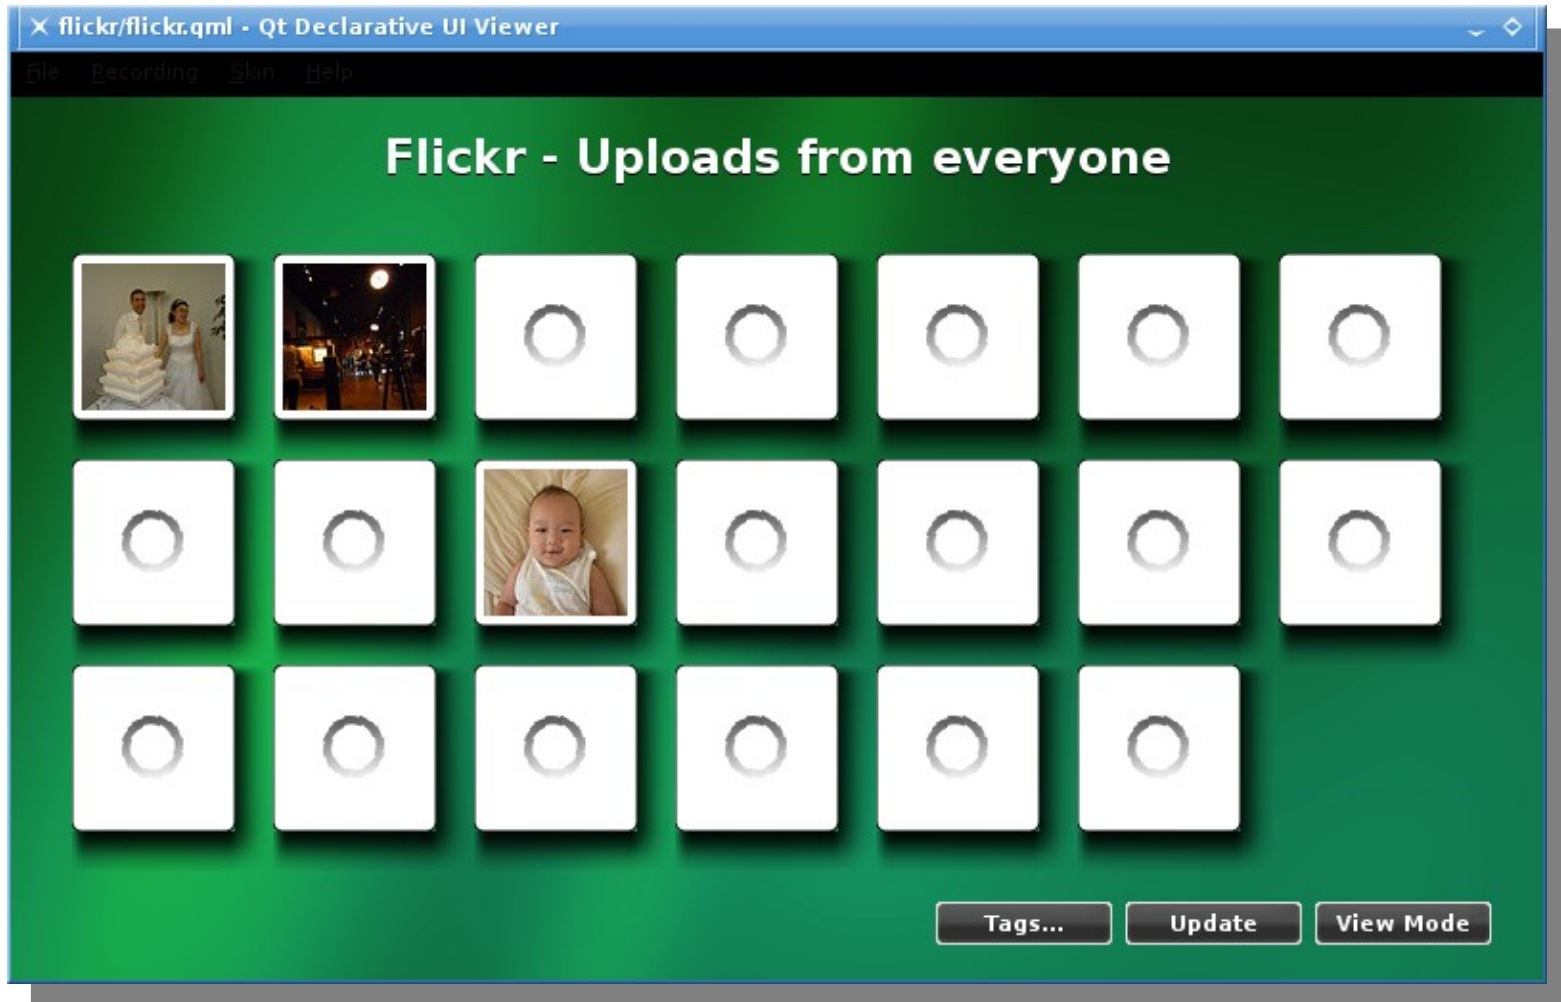 flickr/flickr.qml - Qt Declarative UI Viewer
File Recording Skin Help
Flickr - Uploads from everyone
Tags... Update View Mode